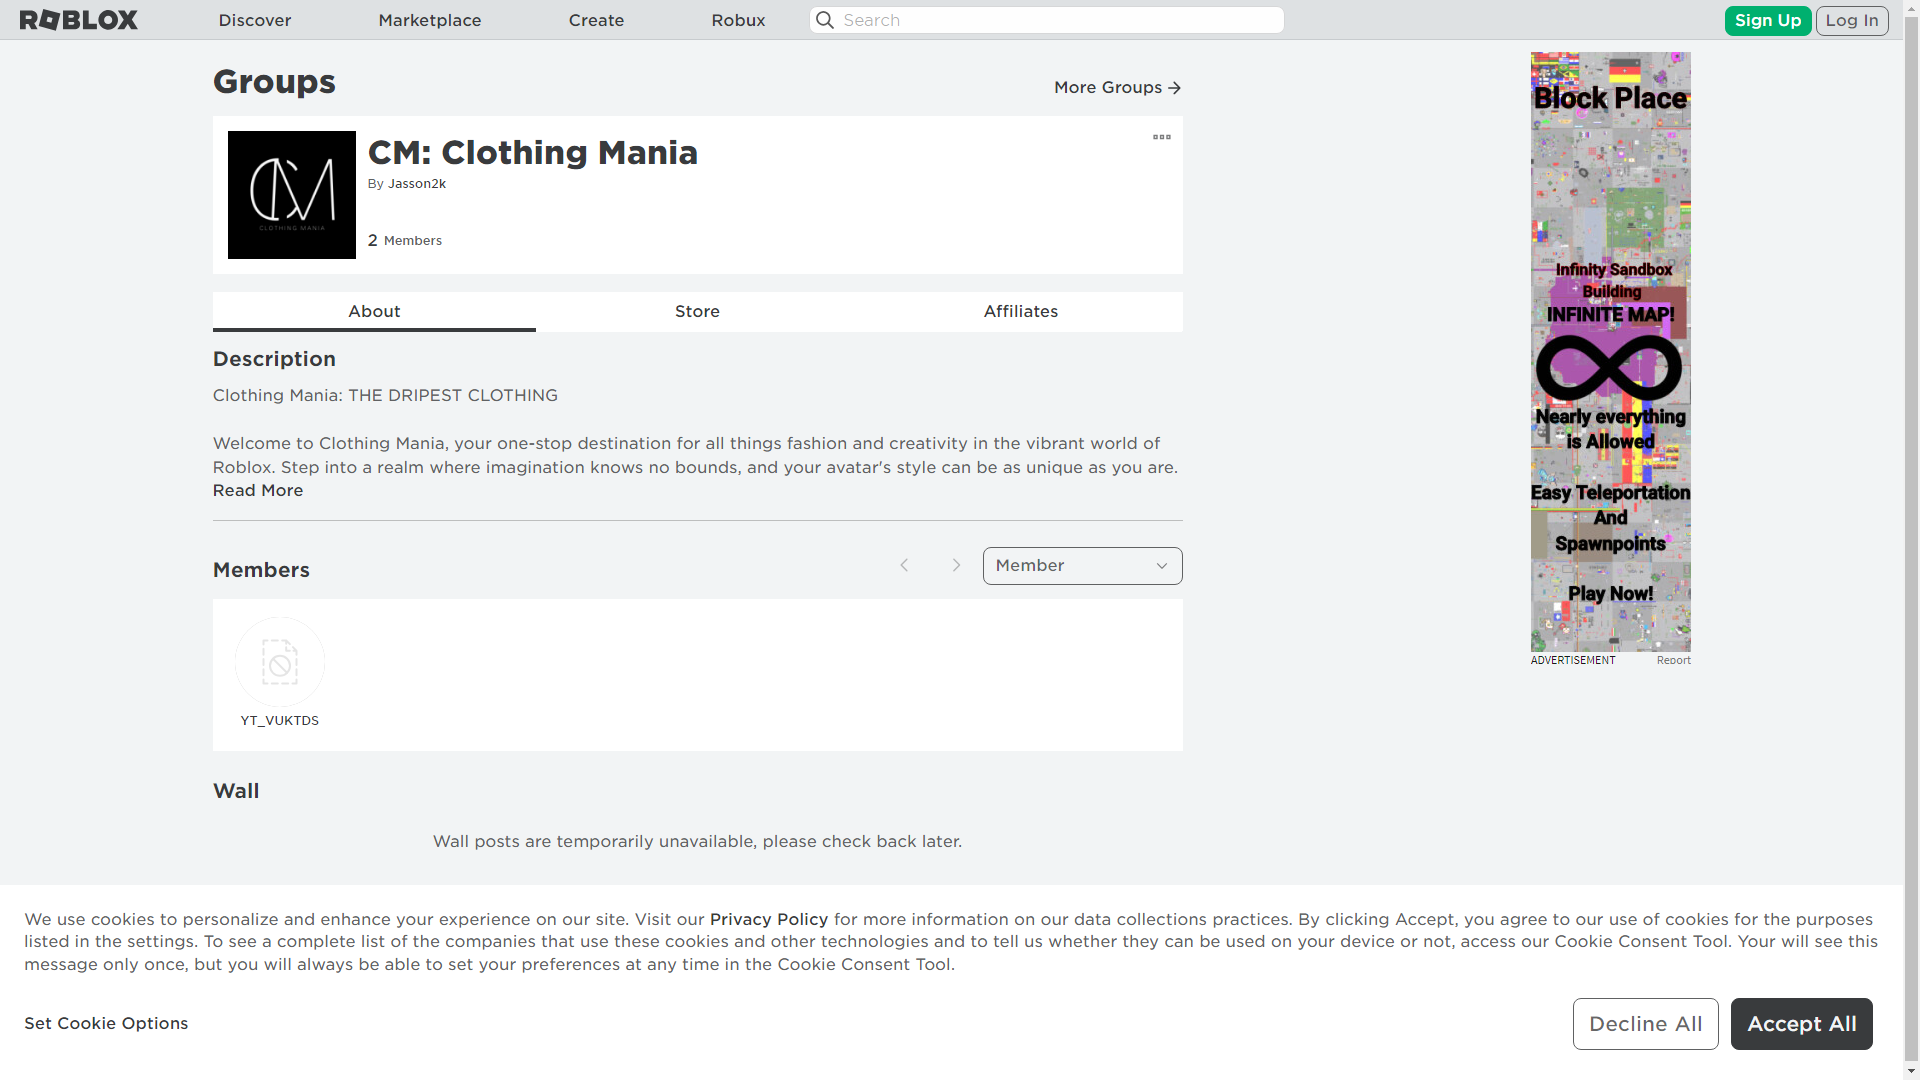 ROBLOX
Discover
Marketplace
Create
Robux
Search
Sign Up
Log In
Groups
More Groups
CM
CLOTHING MANIA
CM: Clothing Mania
By Jasson2k
2 Members
About
Store
Affiliates
Description
Clothing Mania: THE DRIPEST CLOTHING
Welcome to Clothing Mania, your one-stop destination for all things fashion and creativity in the vibrant world of
Roblox. Step into a realm where imagination knows no bounds, and your avatar's style can be as unique as you are.
Read More
Members
Member
YT_VUKTDS
Wall
Wall posts are temporarily unavailable, please check back later.
Block Place
Infinity Sandbox
Building
INFINITE MAP!
Nearly everything
is Allowed
Easy Teleportation
And
Spawnpoints
Play Now!
ADVERTISEMENT
Report
We use cookies to personalize and enhance your experience on our site. Visit our Privacy Policy for more information on our data collections practices. By clicking Accept, you agree to our use of cookies for the purposes
listed in the settings. To see a complete list of the companies that use these cookies and other technologies and to tell us whether they can be used on your device or not, access our Cookie Consent Tool. Your will see this
message only once, but you will always be able to set your preferences at any time in the Cookie Consent Tool.
Set Cookie Options
Decline All
Accept All